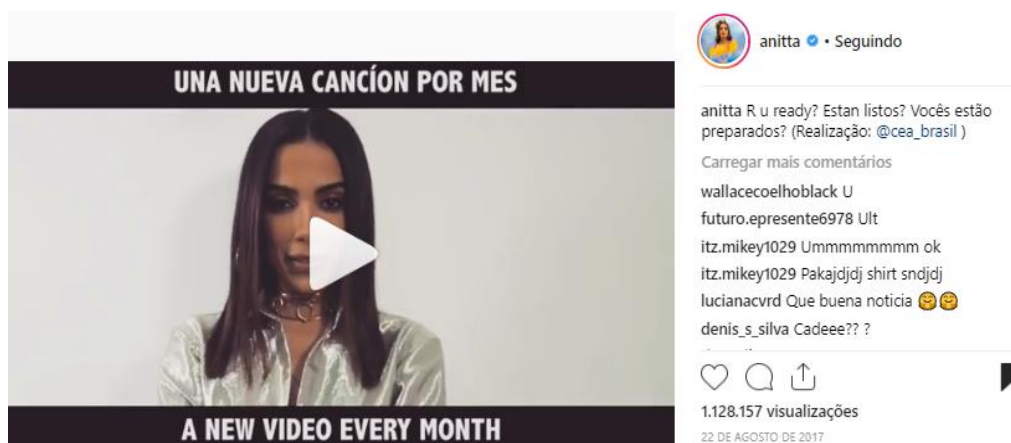 UNA NUEVA CANCÍON POR MES
A NEW VIDEO EVERY MONTH
anitta • Seguindo
anitta R u ready? Estan listos? Vocês estão
preparados? (Realização: @cea_brasil )
Carregar mais comentários
wallacecoelhoblack U
futuro.epresente6978 Ult
itz.mikey1029 Ummmmmmmm ok
itz.mikey1029 Pakajdjdj shirt sndjdj
lucianacvrd Que buena noticia 🤗🤗
denis_s_silva Cadeee?? ?
1.128.157 visualizações
22 DE AGOSTO DE 2017